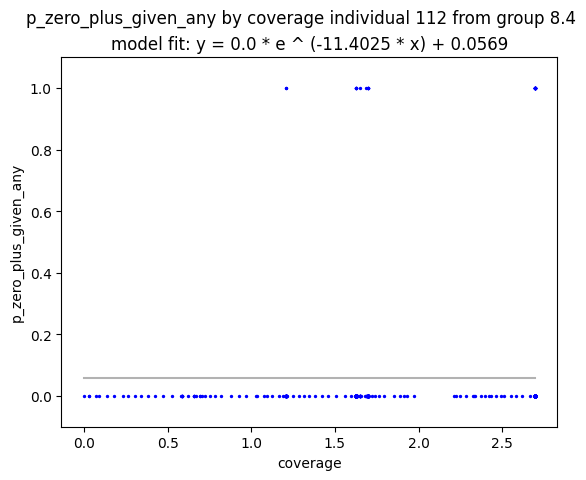 p_zero_plus_given_any by coverage individual 112 from group 8.4
model fit: y = 0.0 * e ^ (-11.4025 * x) + 0.0569
1.0
0.8
0.6
0.4
0.2
0.0
p_zero_plus_given_any
0.0 0.5 1.0 1.5 2.0 2.5
coverage